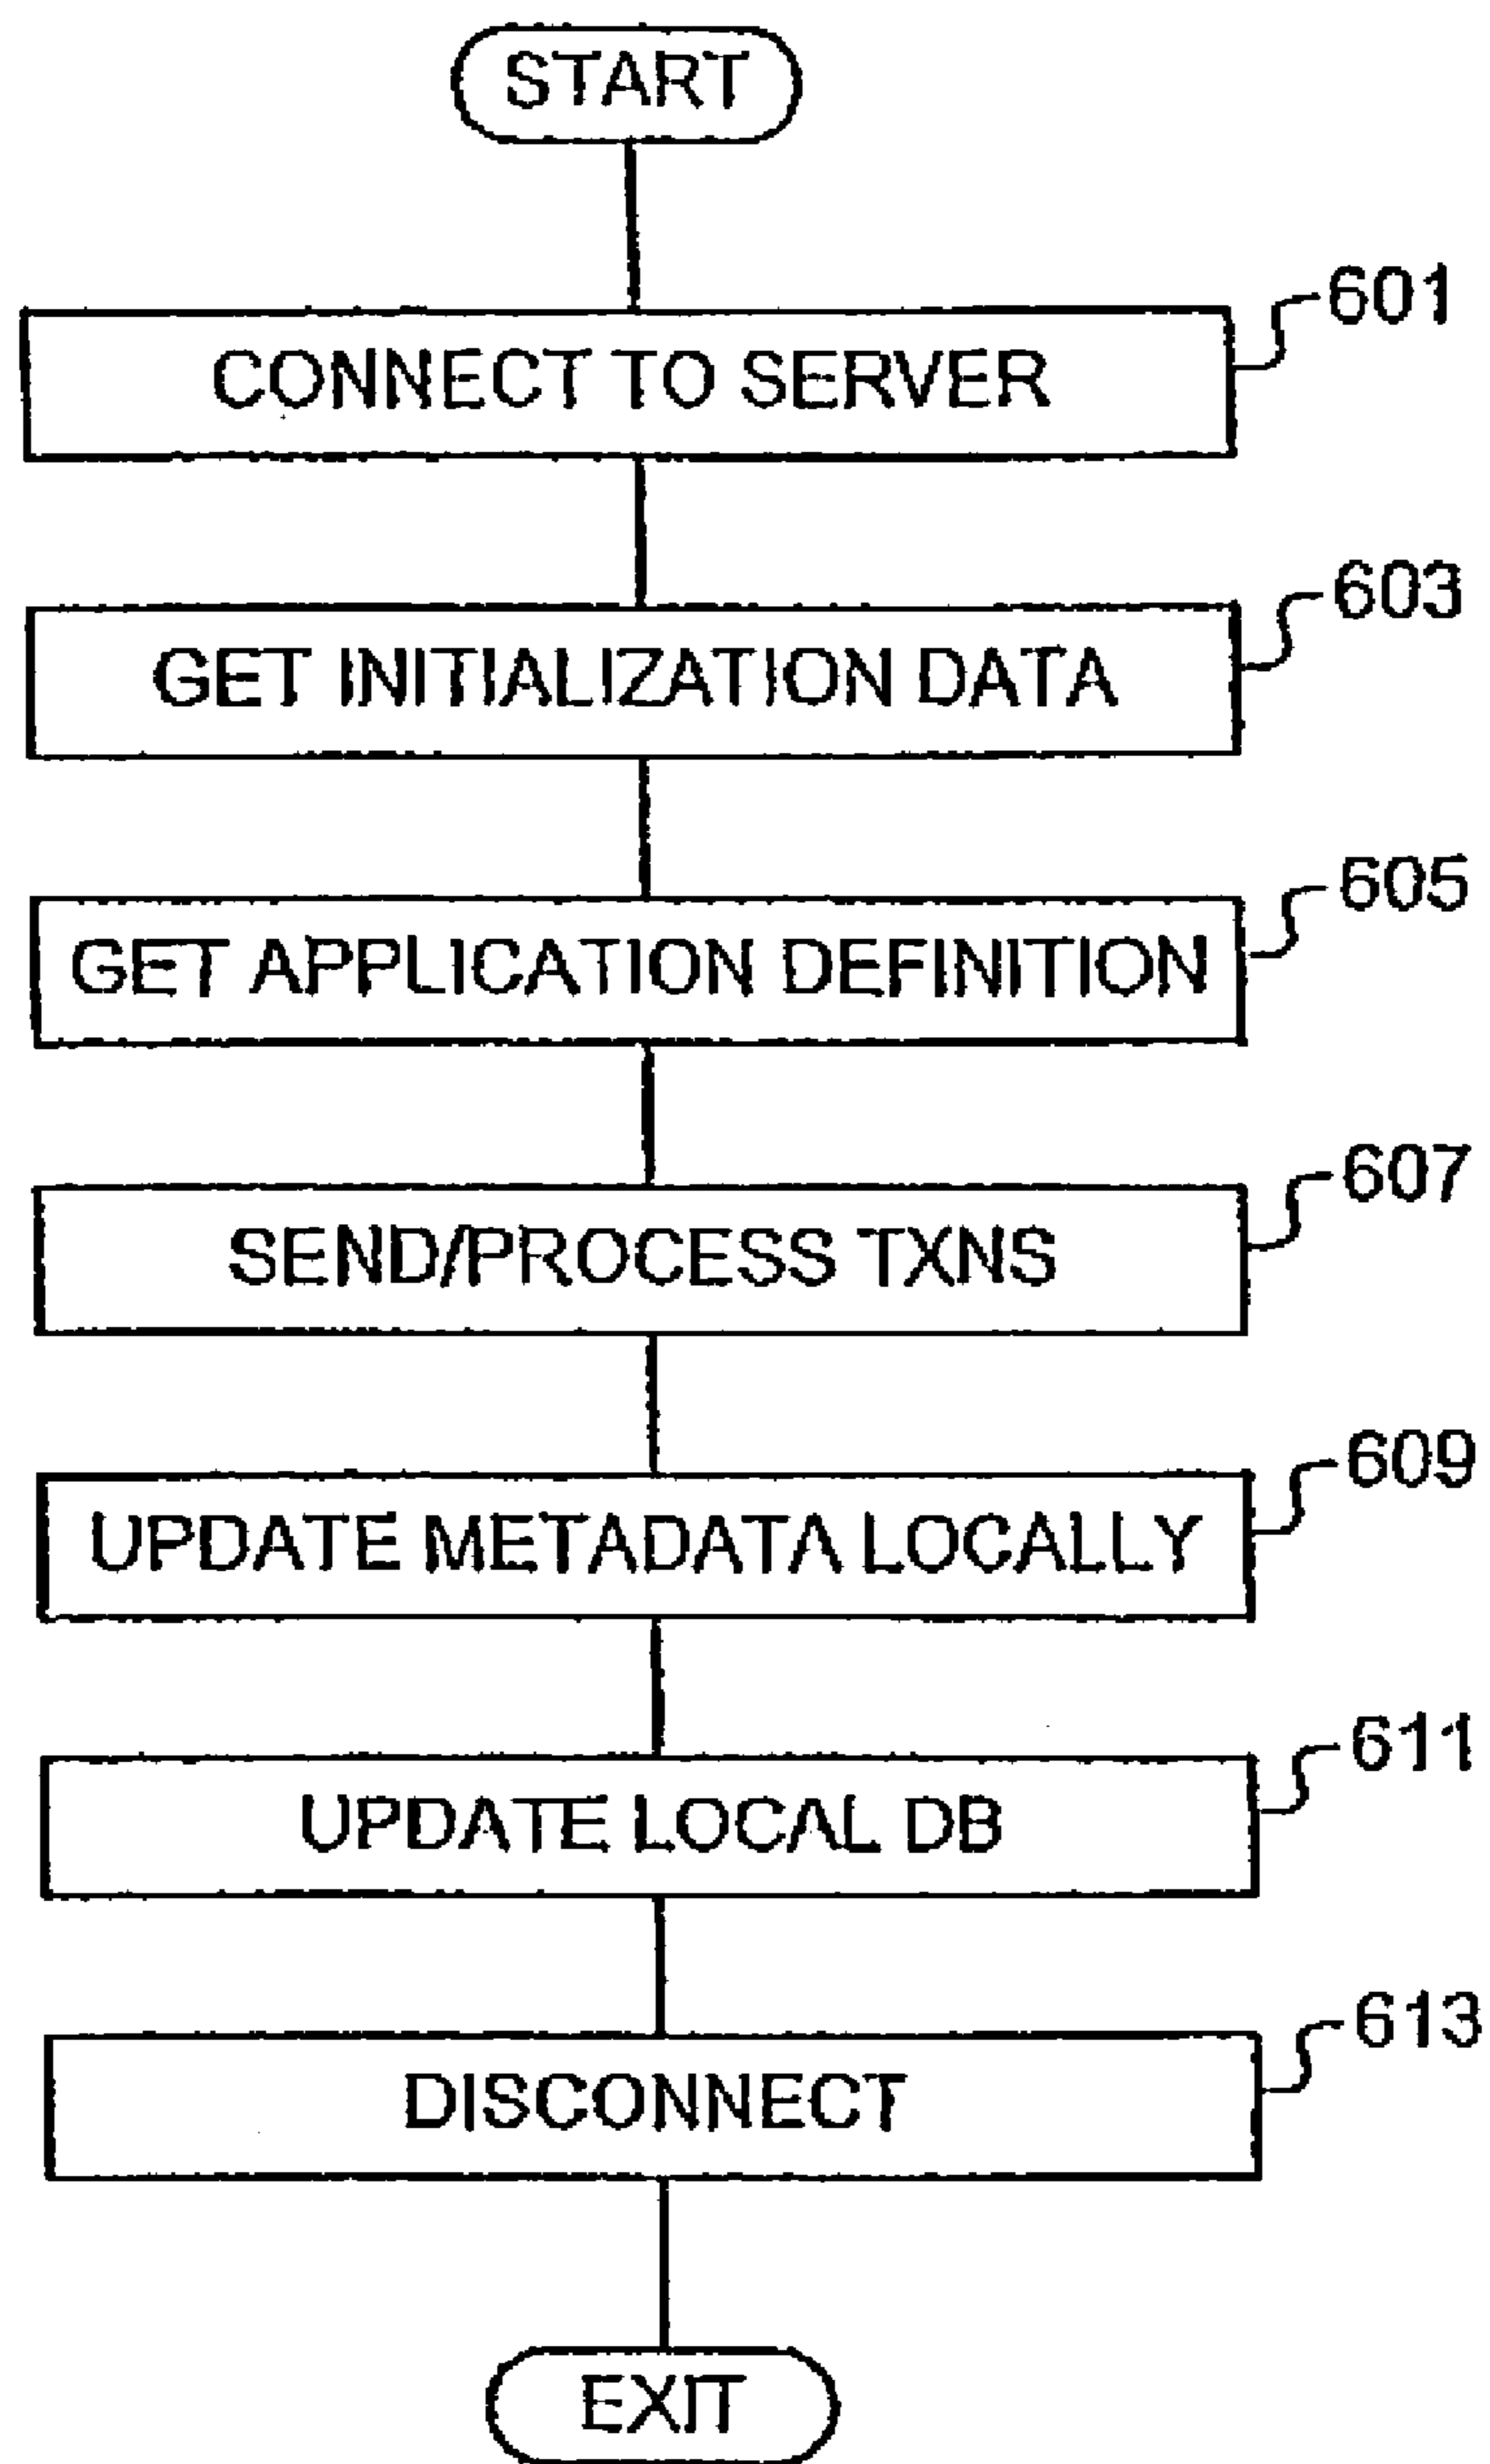 START
601
CONNECT TO SERVER
603
GET INITIALIZATION DATA
605
GET APPLICATION DEFINITION
607
SEND/PROCESS TXNS
609
UPDATE METADATA LOCALLY
611
UPDATE LOCAL DB
613
DISCONNECT
EXIT